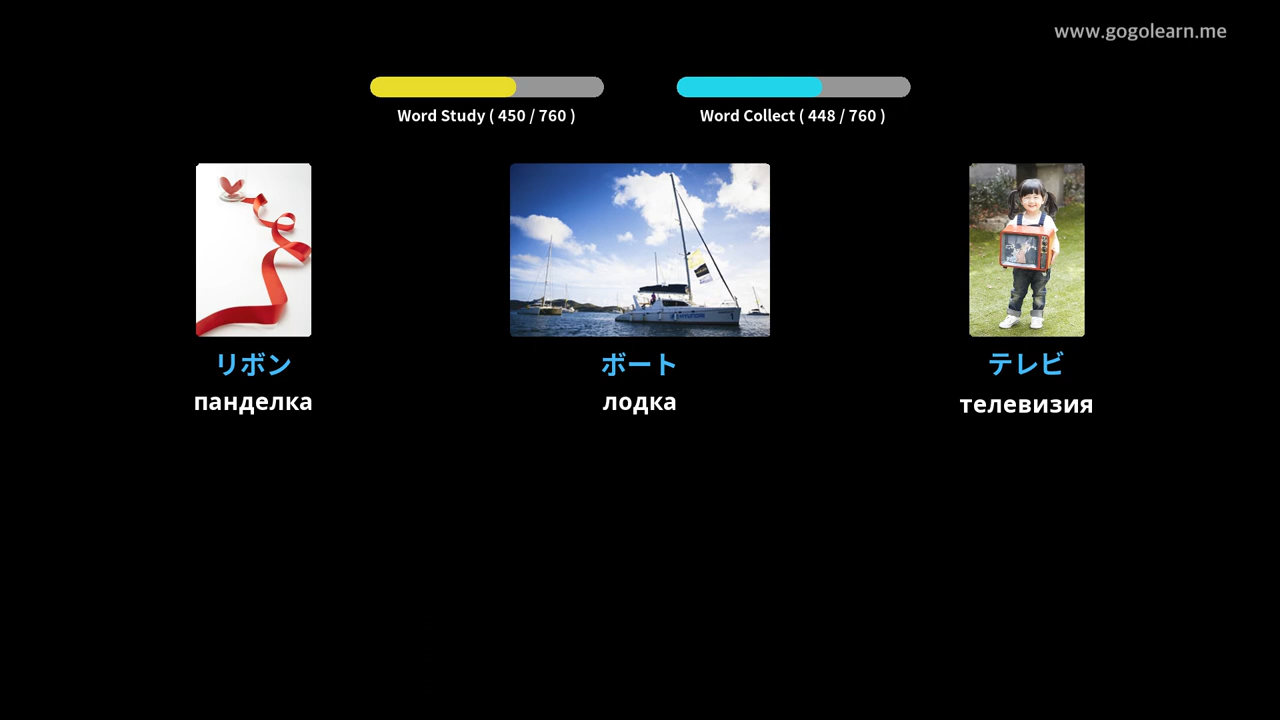 www.gogolearn.me
Word Study ( 450 / 760 )
Word Collect ( 448 / 760 )
リボン
панделка
ボート
лодка
テレビ
телевизия